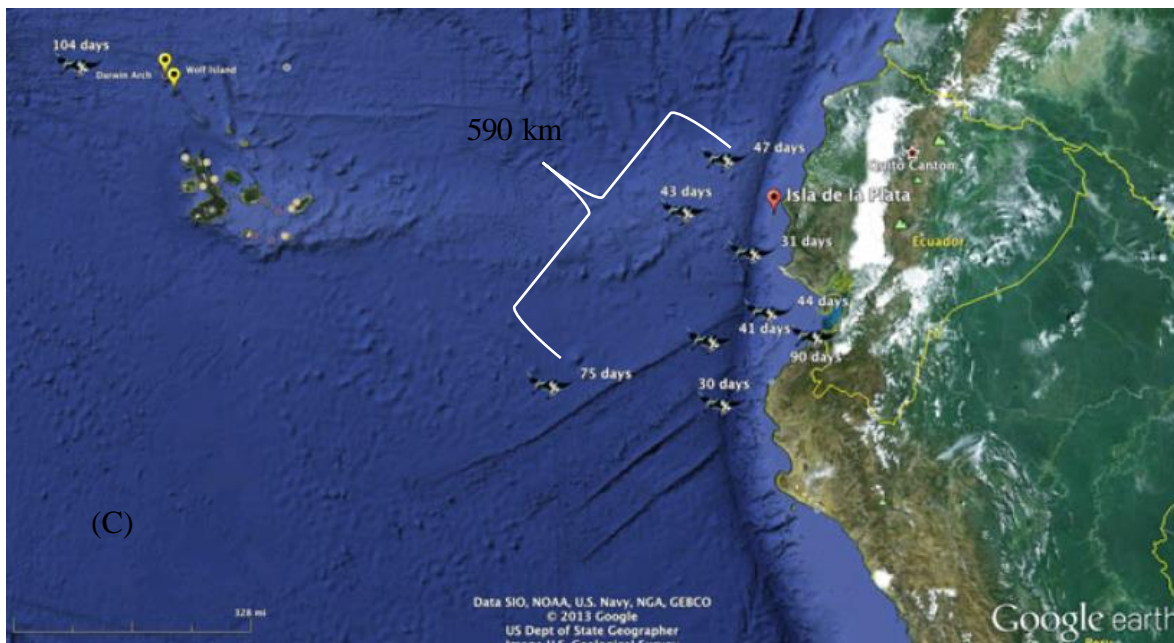 104 days
Darwin Arch
Wolf Island
590 km
47 days
Quito Canton
43 days
Isla de la Plata
31 days
Ecuador
44 days
41 days
90 days
75 days
30 days
(C)
328 mi
Data SIO, NOAA, U.S. Navy, NGA, GEBCO
© 2013 Google
US Dept of State Geographer
Google earth